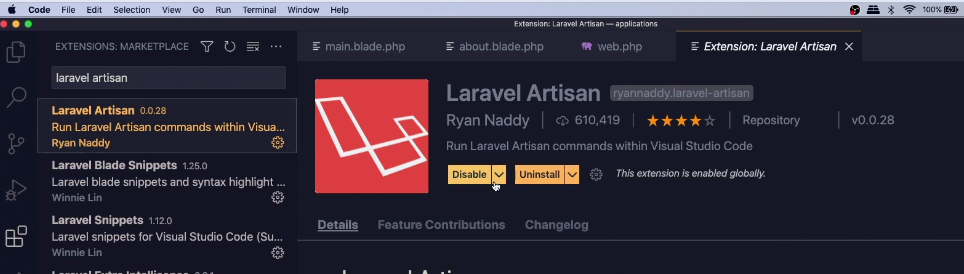 Code File Edit Selection View Go Run Terminal Window Help 100%
Extension: Laravel Artisan — applications
EXTENSIONS: MARKETPLACE
laravel artisan
Laravel Artisan 0.0.28
Run Laravel Artisan commands within Visua...
Ryan Naddy
Laravel Blade Snippets 1.25.0
Laravel blade snippets and syntax highlight ...
Winnie Lin
Laravel Snippets 1.12.0
Laravel snippets for Visual Studio Code (Su...
Winnie Lin
main.blade.php about.blade.php web.php Extension: Laravel Artisan
Laravel Artisan ryannaddy.laravel-artisan
Ryan Naddy 610,419 Repository v0.0.28
Run Laravel Artisan commands within Visual Studio Code
Disable Uninstall This extension is enabled globally.
Details Feature Contributions Changelog